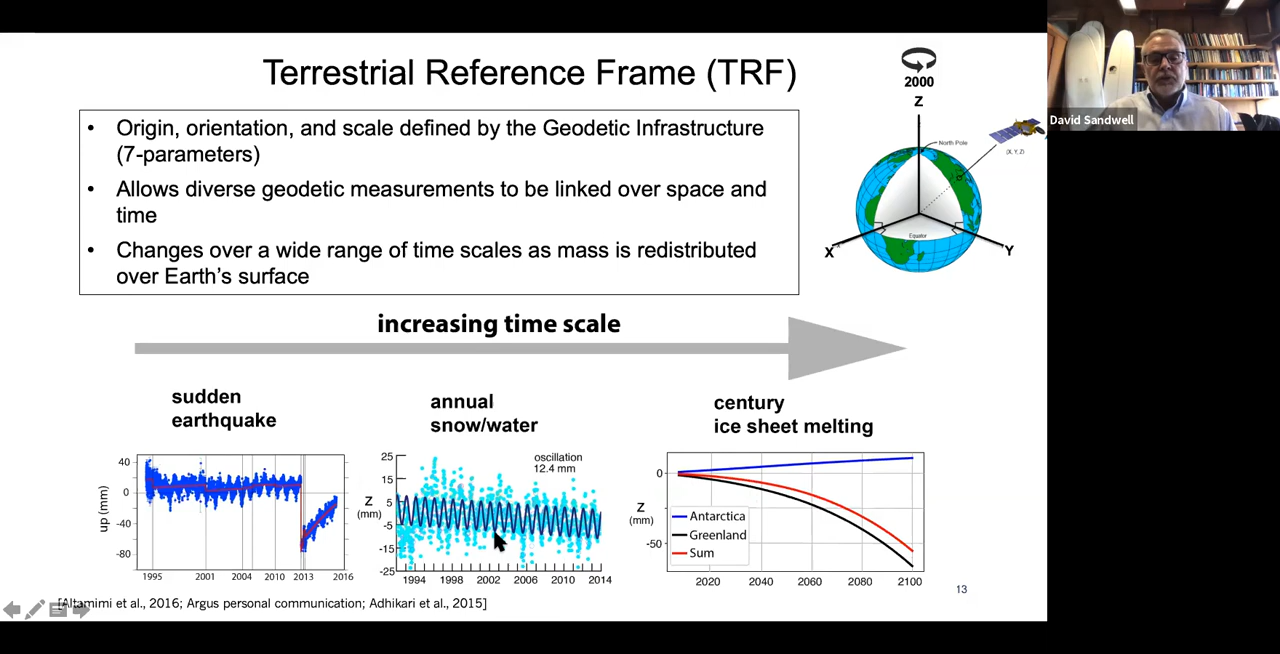 Terrestrial Reference Frame (TRF)
• Origin, orientation, and scale defined by the Geodetic Infrastructure
(7-parameters)
• Allows diverse geodetic measurements to be linked over space and
time
• Changes over a wide range of time scales as mass is redistributed
over Earth's surface
2000
Z
North Pole
(X, Y, Z)
Equator
X
Y
David Sandwell
increasing time scale
sudden
earthquake
up (mm)
40
0
-40
-80
1995 2001 2004 2010 2013 2016
annual
snow/water
oscillation
12.4 mm
Z
(mm)
25
15
5
-5
-15
-25
1994 1998 2002 2006 2010 2014
century
ice sheet melting
Z
(mm)
0
-50
Antarctica
Greenland
Sum
2020 2040 2060 2080 2100
13
[Altamimi et al., 2016; Argus personal communication; Adhikari et al., 2015]